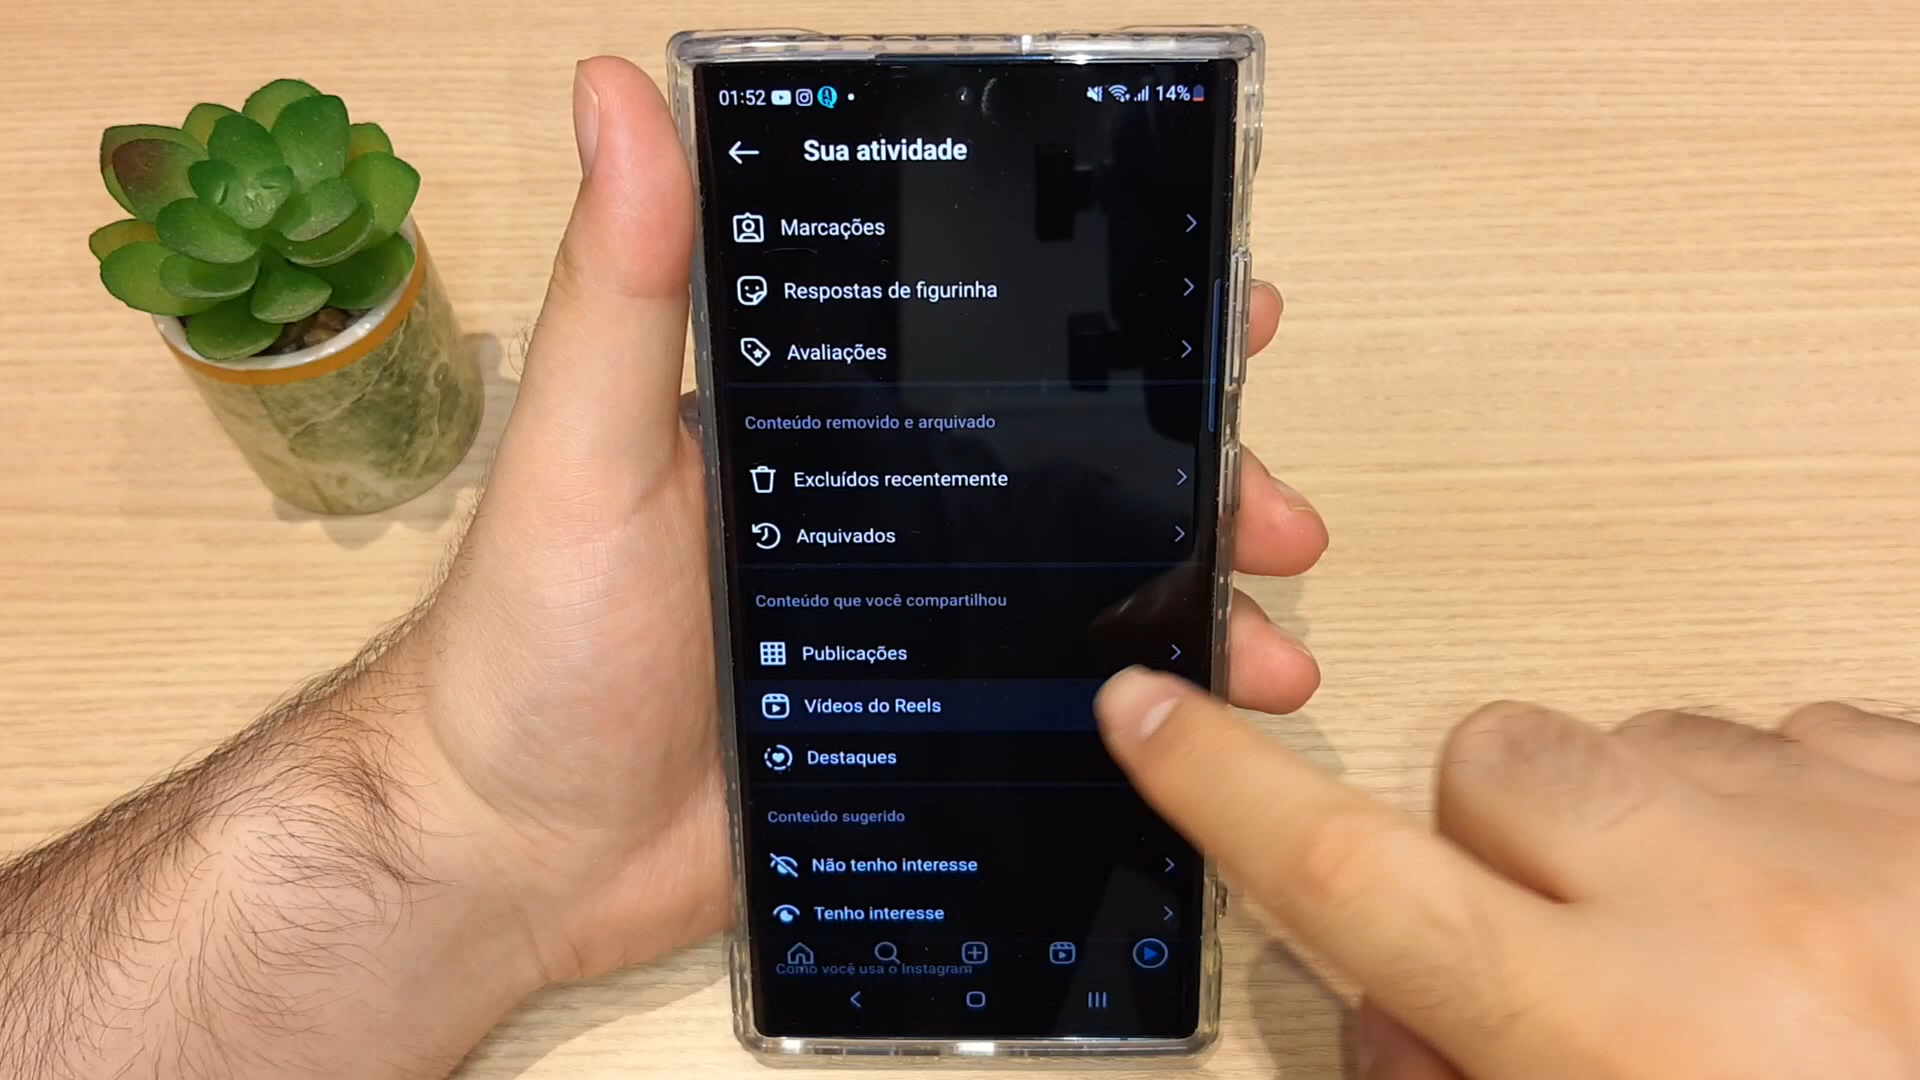 01:52
14%
Sua atividade
Marcações
Respostas de figurinha
Avaliações
Conteúdo removido e arquivado
Excluídos recentemente
Arquivados
Conteúdo que você compartilhou
Publicações
Vídeos do Reels
Destaques
Conteúdo sugerido
Não tenho interesse
Tenho interesse
Como você usa o Instagram